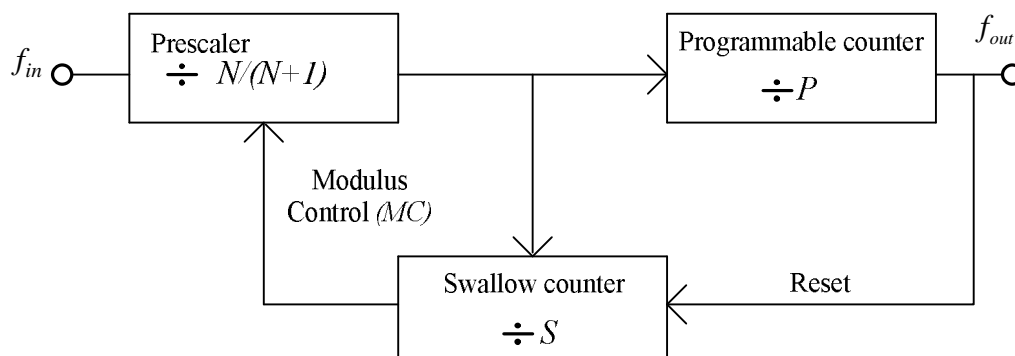 f_in
Prescaler
÷ N/(N+1)
Programmable counter
÷ P
f_out
Modulus
Control (MC)
Swallow counter
÷ S
Reset